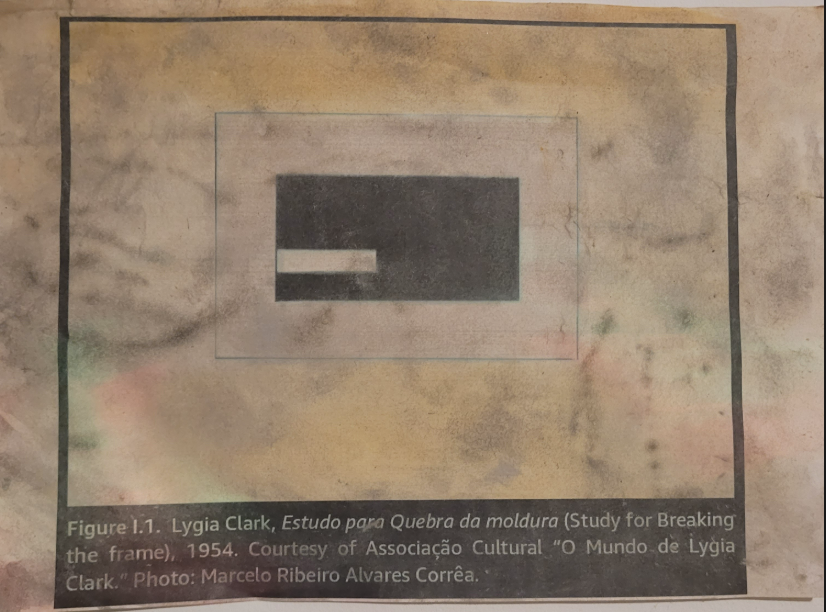 Figure I.1. Lygia Clark, Estudo para Quebra da moldura (Study for Breaking
the frame), 1954. Courtesy of Associação Cultural “O Mundo de Lygia
Clark.” Photo: Marcelo Ribeiro Alvares Corrêa.